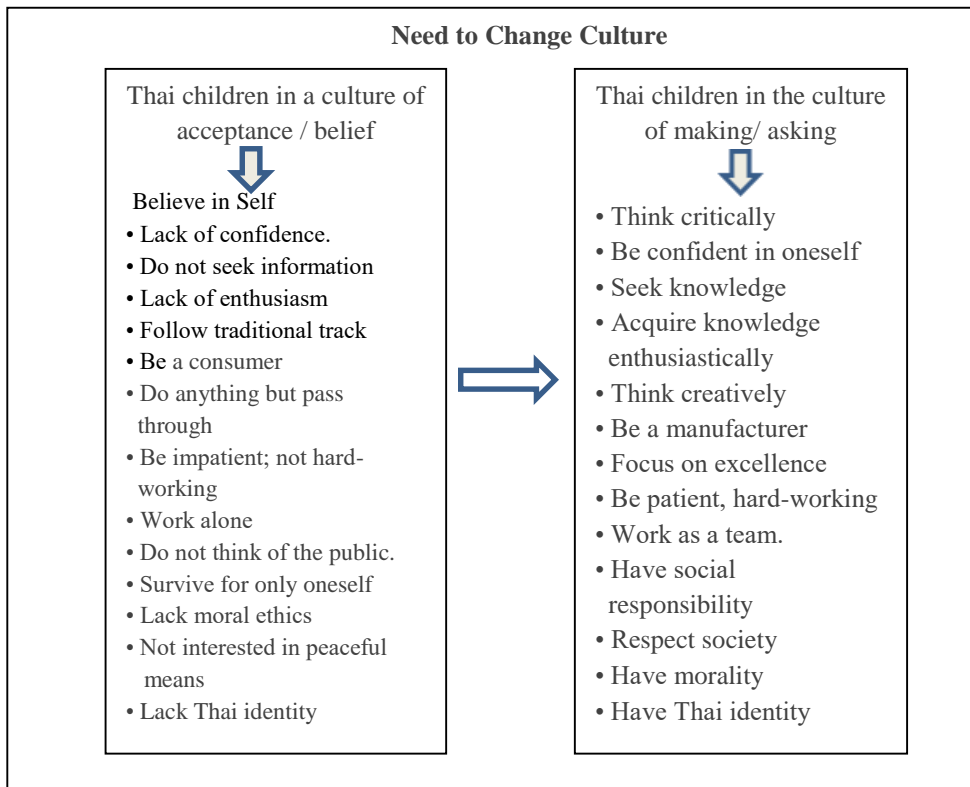 Need to Change Culture
Thai children in a culture of
acceptance / belief
Believe in Self
• Lack of confidence.
• Do not seek information
• Lack of enthusiasm
• Follow traditional track
• Be a consumer
• Do anything but pass
through
• Be impatient; not hard-
working
• Work alone
• Do not think of the public.
• Survive for only oneself
• Lack moral ethics
• Not interested in peaceful
means
• Lack Thai identity
Thai children in the culture
of making/ asking
• Think critically
• Be confident in oneself
• Seek knowledge
• Acquire knowledge
enthusiastically
• Think creatively
• Be a manufacturer
• Focus on excellence
• Be patient, hard-working
• Work as a team.
• Have social
responsibility
• Respect society
• Have morality
• Have Thai identity